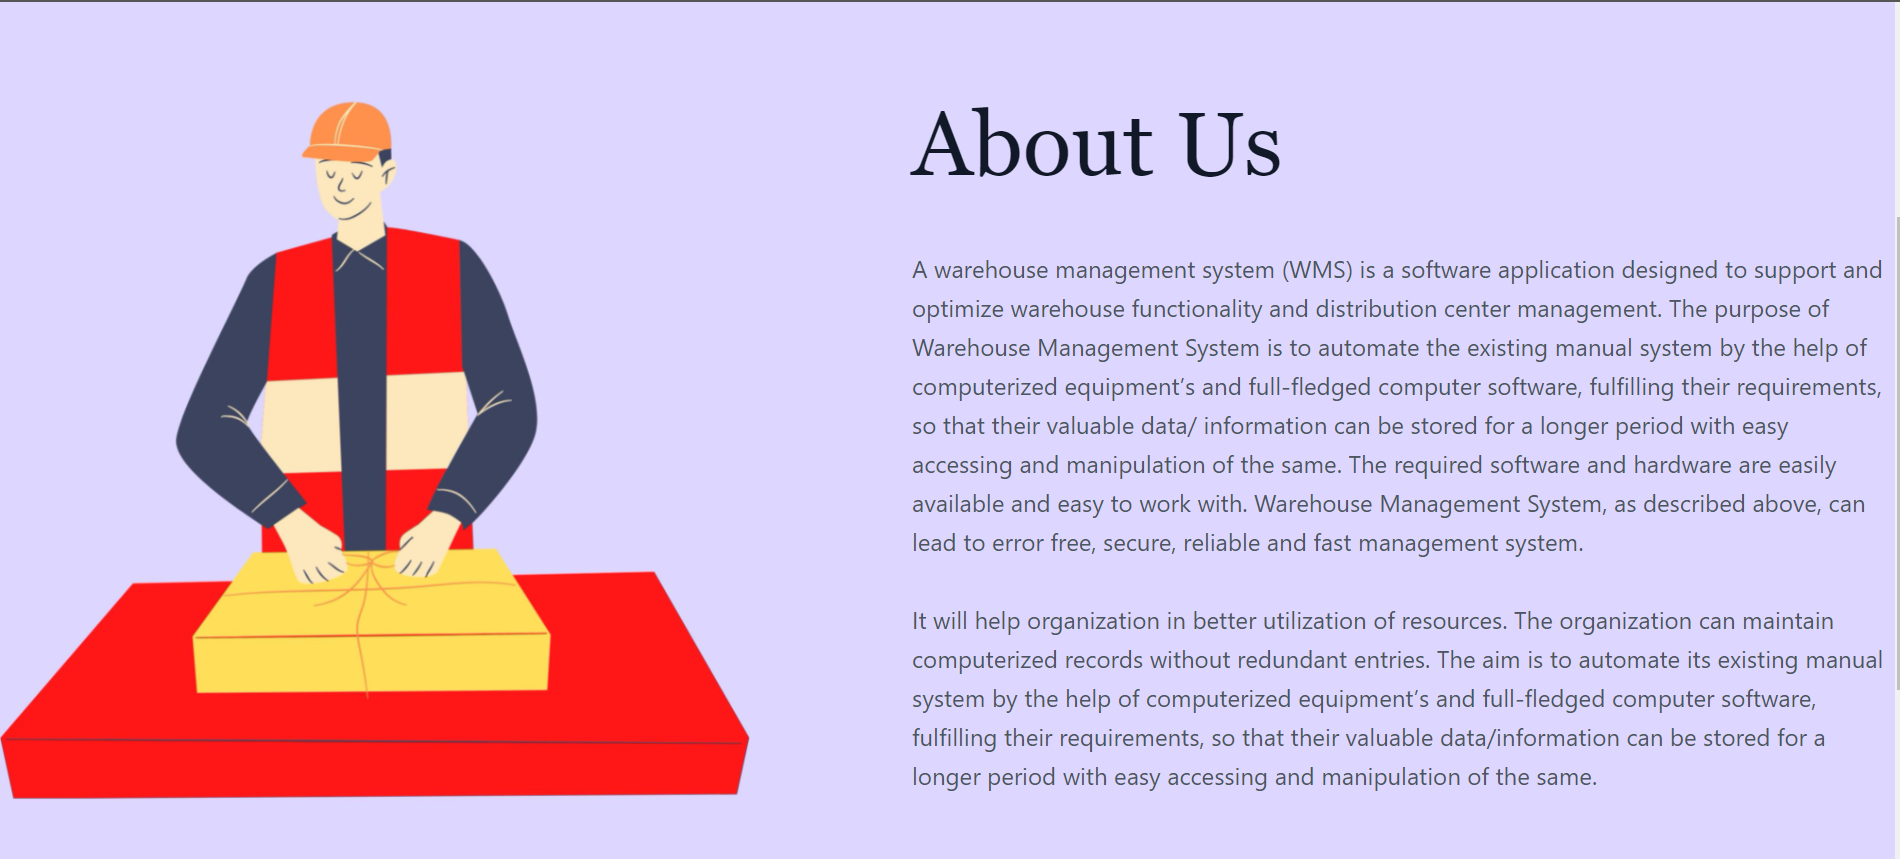 About Us
A warehouse management system (WMS) is a software application designed to support and
optimize warehouse functionality and distribution center management. The purpose of
Warehouse Management System is to automate the existing manual system by the help of
computerized equipment’s and full-fledged computer software, fulfilling their requirements,
so that their valuable data/ information can be stored for a longer period with easy
accessing and manipulation of the same. The required software and hardware are easily
available and easy to work with. Warehouse Management System, as described above, can
lead to error free, secure, reliable and fast management system.
It will help organization in better utilization of resources. The organization can maintain
computerized records without redundant entries. The aim is to automate its existing manual
system by the help of computerized equipment’s and full-fledged computer software,
fulfilling their requirements, so that their valuable data/information can be stored for a
longer period with easy accessing and manipulation of the same.